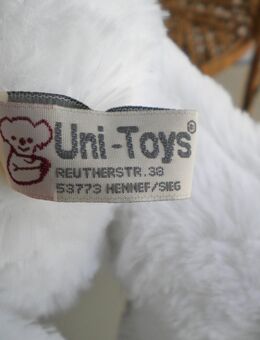 Uni-Toys®
REUTHERSTR.38
53773 HENNEF/SIEG